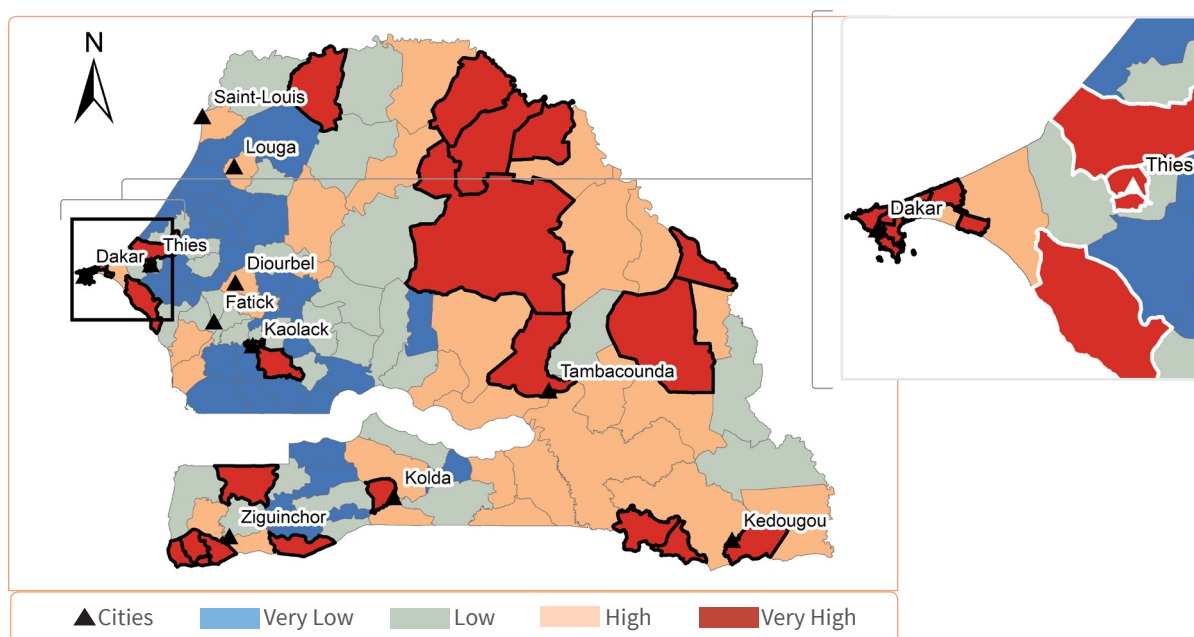 N
Saint-Louis
Louga
Thies
Dakar
Diourbel
Fatick
Kaolack
Tambacounda
Kolda
Ziguinchor
Kedougou
Thies
Dakar
Cities Very Low Low High Very High